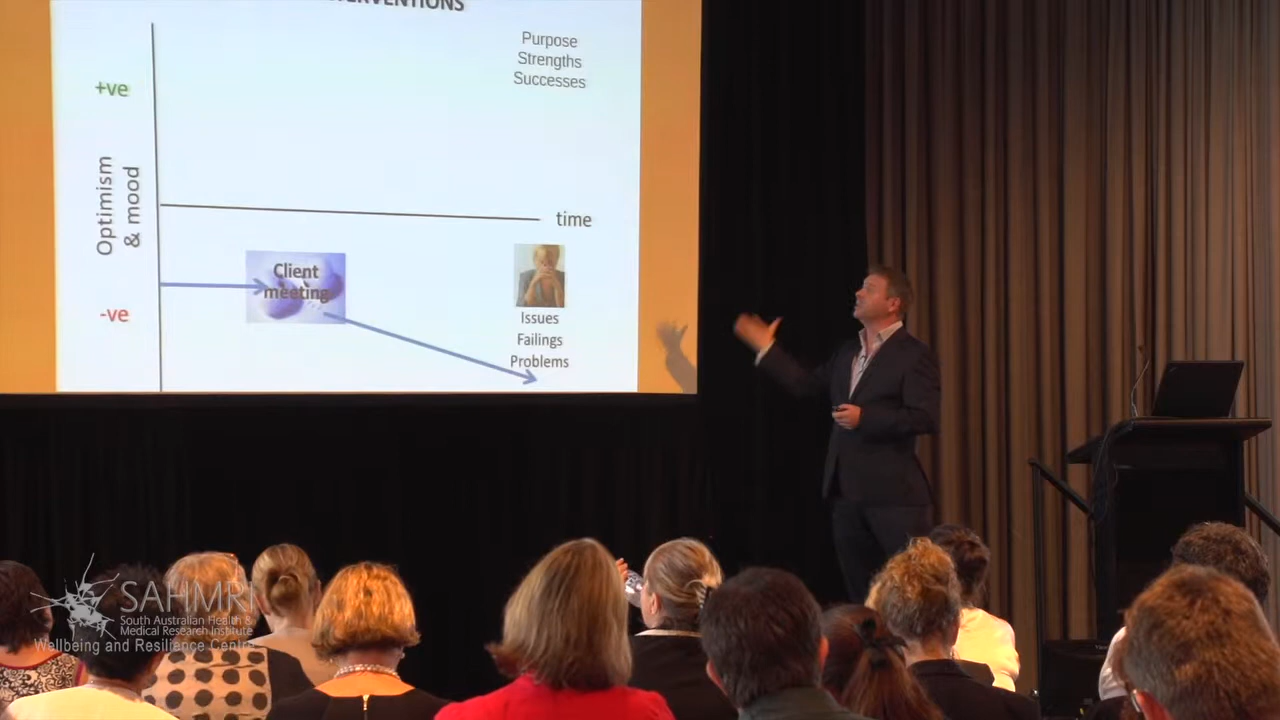 Purpose
Strengths
Successes
+ve
Optimism
& mood
time
Client
meeting
-ve
Issues
Failings
Problems
SAHMRI
South Australian Health &
Medical Research Institute
Wellbeing and Resilience Centre